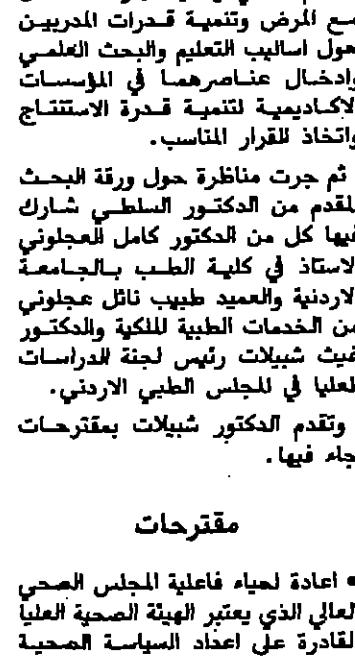 مع المرض وتنمية قدرات المدربين
حول اساليب التعليم والبحث العلمي
وادخال عناصرهما في المؤسسات
الاكاديمية لتنمية قدرة الاستنتاج
واتخاذ القرار المناسب.
ثم جرت مناظرة حول ورقة البحث
المقدم من الدكتور السلطي شارك
فيها كل من الدكتور كامل العجلوني
الاستاذ في كلية الطب بالجامعة
الاردنية والعميد طبيب نائل عجلوني
من الخدمات الطبية الملكية والدكتور
غيث شبيلات رئيس لجنة الدراسات
العليا في المجلس الطبي الاردني.
وتقدم الدكتور شبيلات بمقترحات
جاء فيها.
مقترحات
• اعادة احياء فاعلية المجلس الصحي
العالي الذي يعتبر الهيئة الصحية العليا
القادرة على اعداد السياسة الصحية